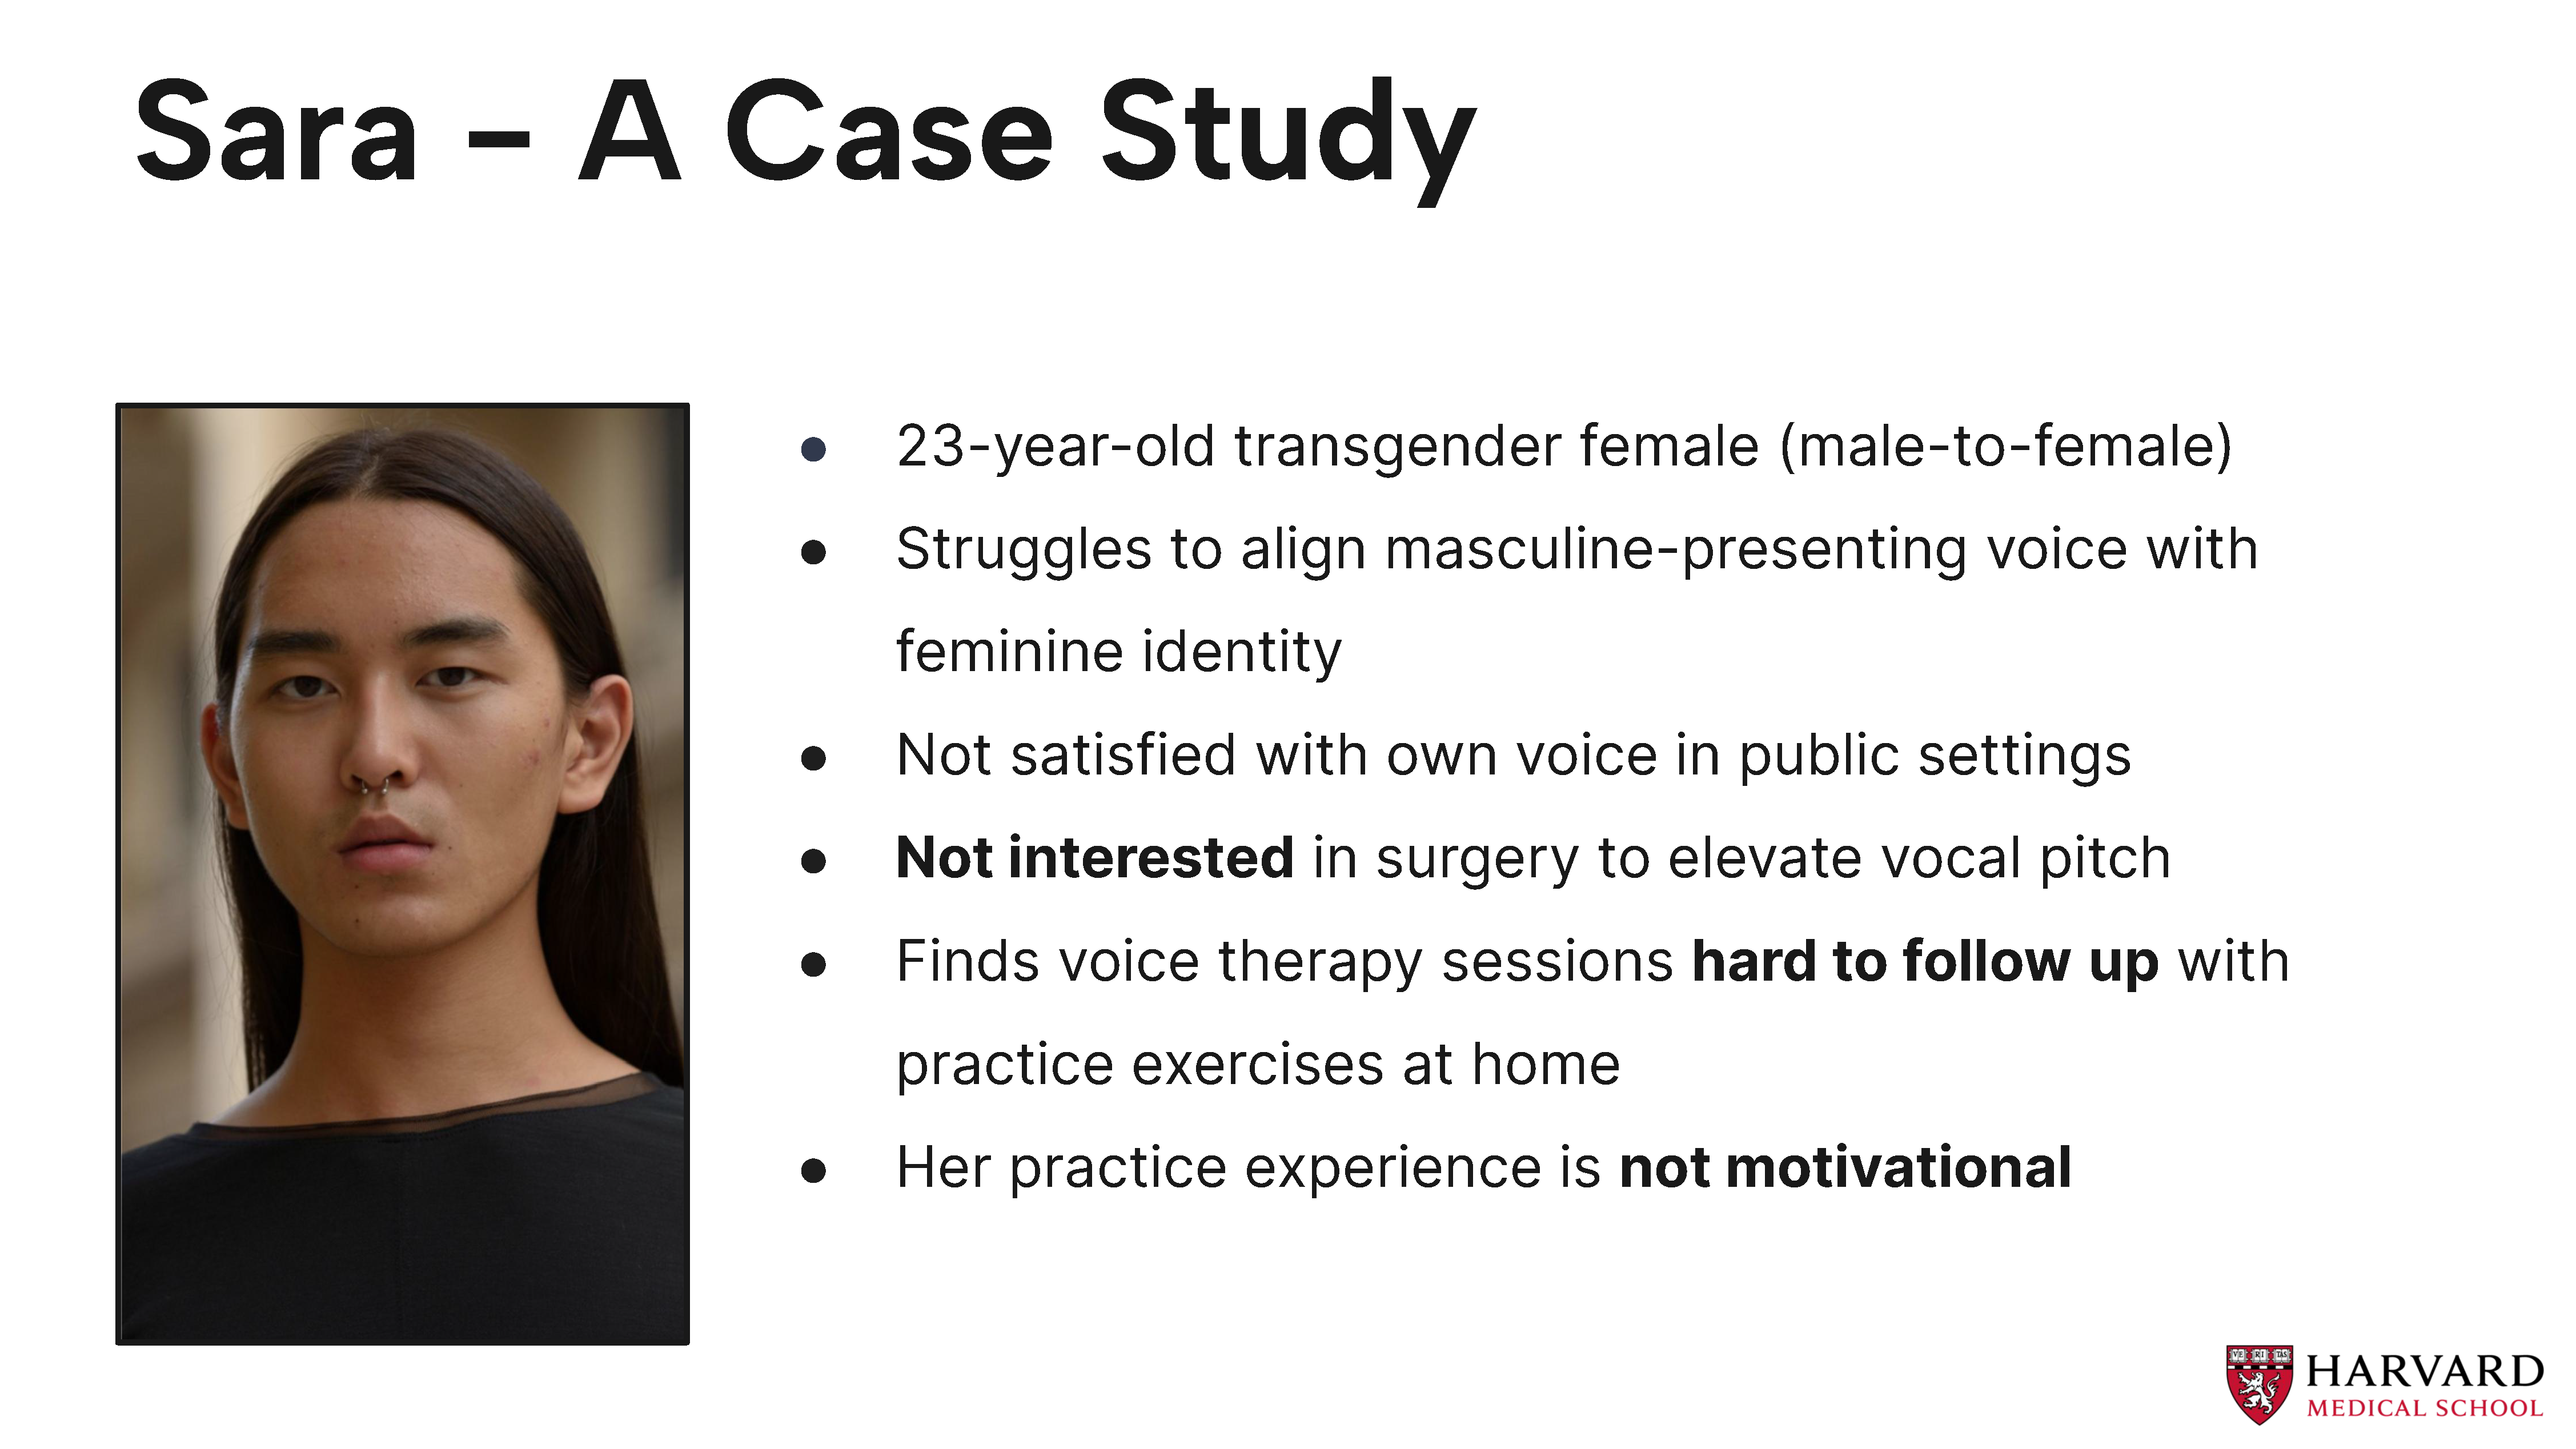 Sara - A Case Study
• 23-year-old transgender female (male-to-female)
• Struggles to align masculine-presenting voice with
feminine identity
• Not satisfied with own voice in public settings
• Not interested in surgery to elevate vocal pitch
• Finds voice therapy sessions hard to follow up with
practice exercises at home
• Her practice experience is not motivational
VE RI TAS
HARVARD
MEDICAL SCHOOL